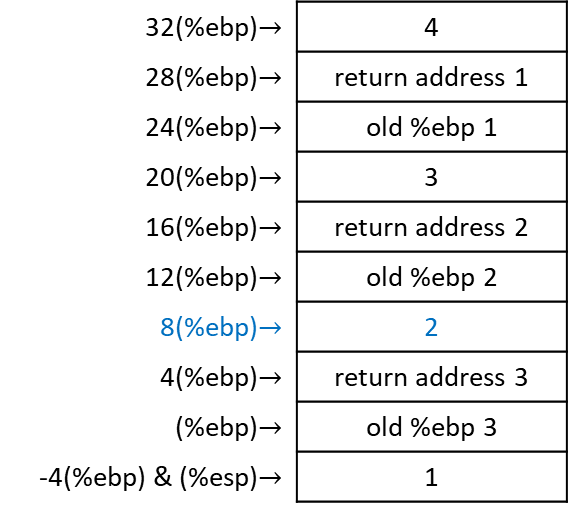 32(%ebp)→ 4
28(%ebp)→ return address 1
24(%ebp)→ old %ebp 1
20(%ebp)→ 3
16(%ebp)→ return address 2
12(%ebp)→ old %ebp 2
8(%ebp)→ 2
4(%ebp)→ return address 3
(%ebp)→ old %ebp 3
-4(%ebp) & (%esp)→ 1